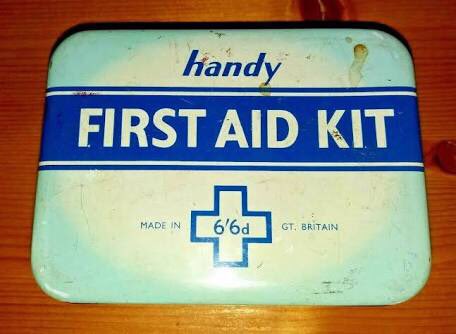 handy
FIRST AID KIT
MADE IN 6'6d GT. BRITAIN